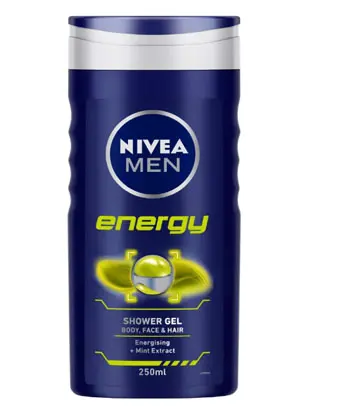 NIVEA
MEN
energy
SHOWER GEL
BODY, FACE & HAIR
Energising
+ Mint Extract
250ml